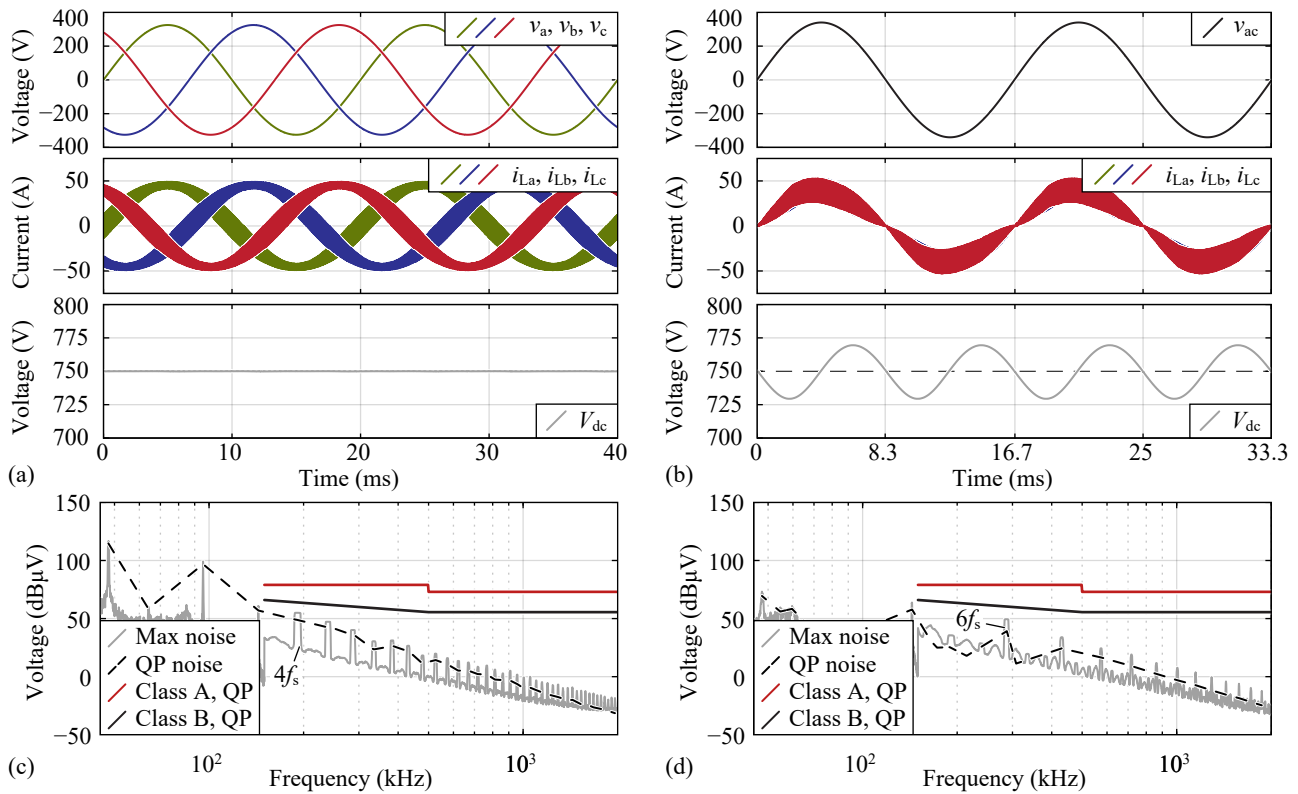 Voltage (V)
400
200
0
−200
−400
va, vb, vc
Current (A)
50
0
−50
iLa, iLb, iLc
Voltage (V)
800
775
750
725
700
Vdc
0
10
20
30
40
Time (ms)
(a)
Voltage (V)
400
200
0
−200
−400
vac
Current (A)
50
0
−50
iLa, iLb, iLc
Voltage (V)
800
775
750
725
700
Vdc
0
8.3
16.7
25
33.3
Time (ms)
(b)
Voltage (dBµV)
150
100
50
0
−50
4fs
Max noise
QP noise
Class A, QP
Class B, QP
10²
10³
Frequency (kHz)
(c)
Voltage (dBµV)
150
100
50
0
−50
6fs
Max noise
QP noise
Class A, QP
Class B, QP
10²
10³
Frequency (kHz)
(d)